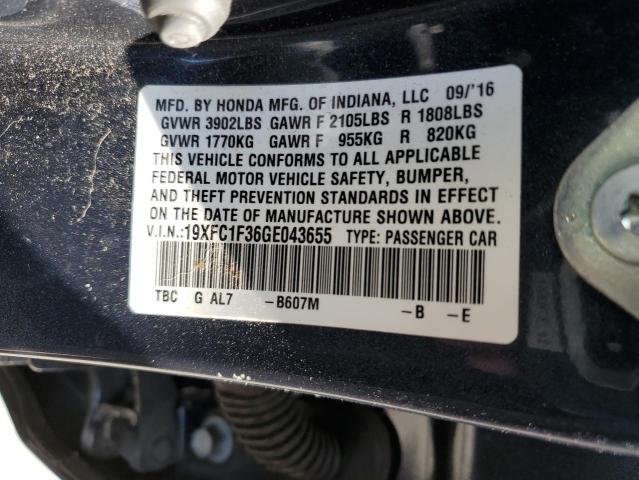 MFD. BY HONDA MFG. OF INDIANA, LLC 09/'16
GVWR 3902LBS GAWR F 2105LBS R 1808LBS
GVWR 1770KG GAWR F 955KG R 820KG
THIS VEHICLE CONFORMS TO ALL APPLICABLE
FEDERAL MOTOR VEHICLE SAFETY, BUMPER,
AND THEFT PREVENTION STANDARDS IN EFFECT
ON THE DATE OF MANUFACTURE SHOWN ABOVE.
V.I.N.:19XFC1F36GE043655 TYPE: PASSENGER CAR
TBC G AL7 -B607M -B -E